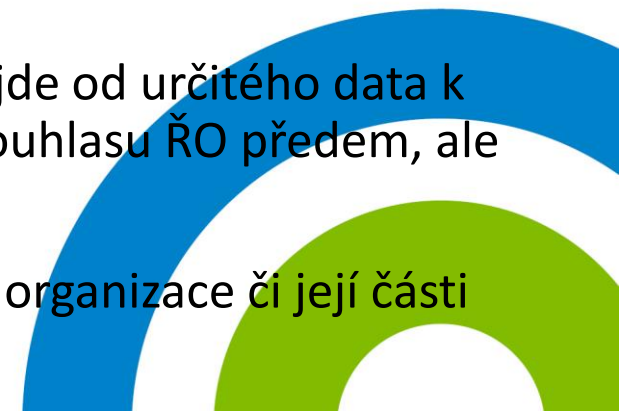 jde od určitého data k
ouhlasu ŘO předem, ale
organizace či její části